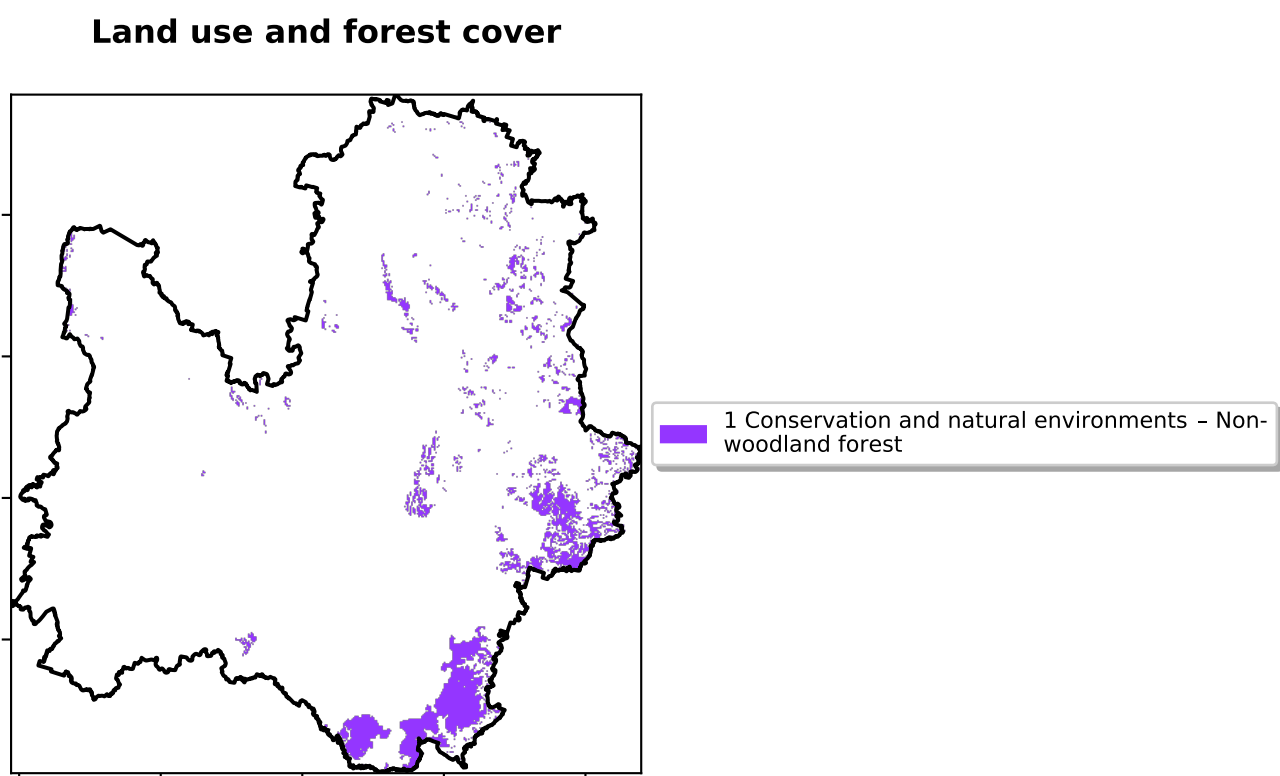 Land use and forest cover
1 Conservation and natural environments – Non-
woodland forest